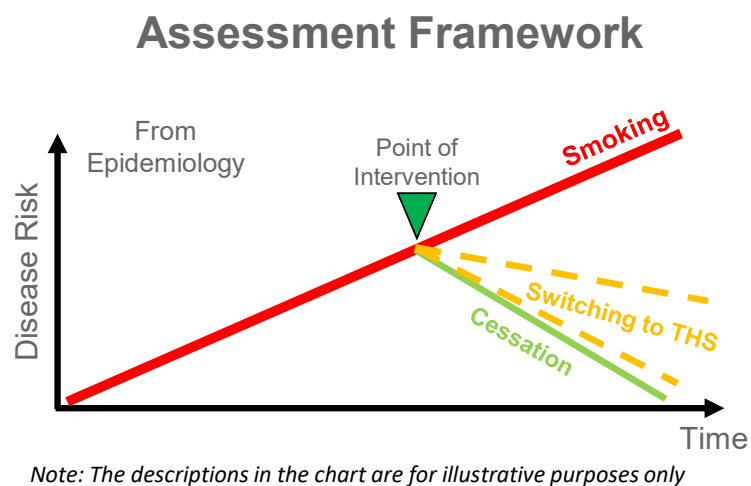 Assessment Framework
From
Epidemiology
Point of
Intervention
Smoking
Disease Risk
Switching to THS
Cessation
Time
Note: The descriptions in the chart are for illustrative purposes only